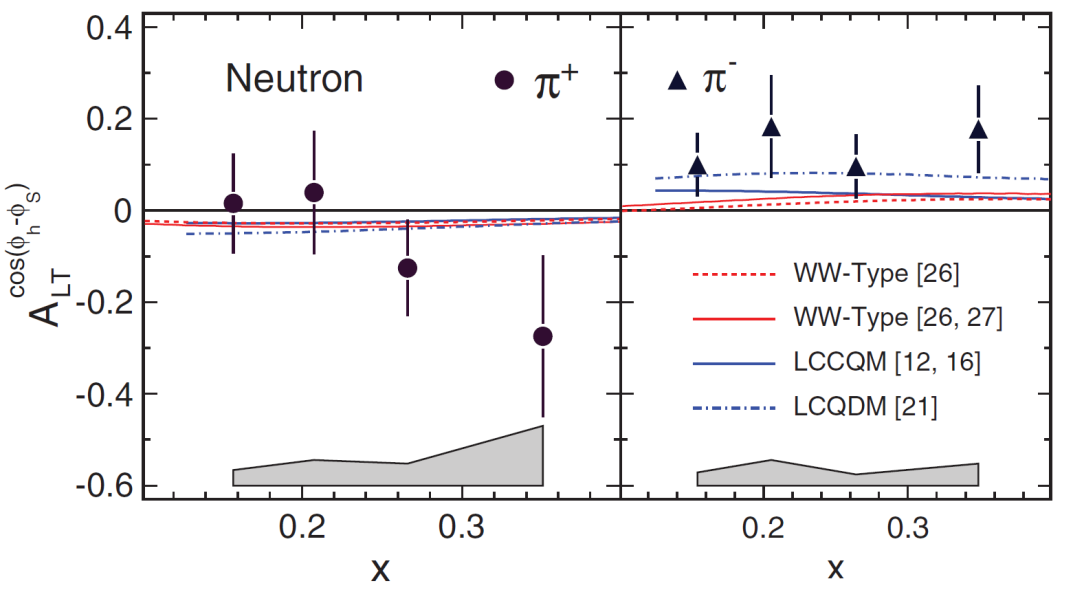 Neutron
π+
π-
0.4
0.2
0
-0.2
-0.4
-0.6
A_LT^cos(ϕ_h-ϕ_S)
WW-Type [26]
WW-Type [26, 27]
LCCQM [12, 16]
LCQDM [21]
0.2 0.3 0.2 0.3
x x